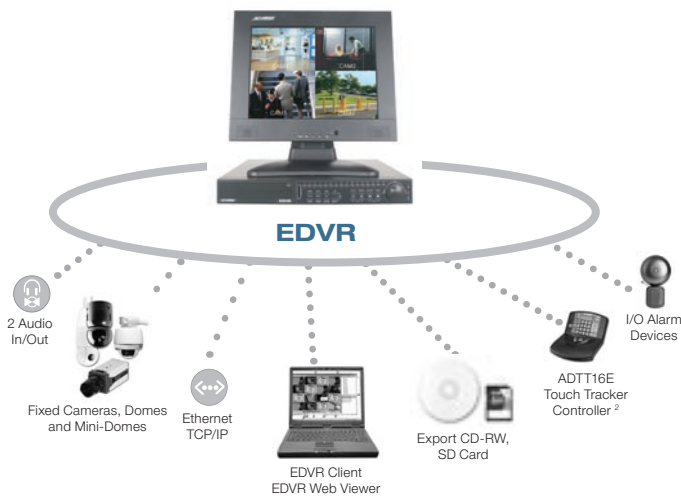 EDVR
2 Audio
In/Out
Fixed Cameras, Domes
and Mini-Domes
Ethernet
TCP/IP
EDVR Client
EDVR Web Viewer
Export CD-RW,
SD Card
ADTT16E
Touch Tracker
Controller 2
I/O Alarm
Devices